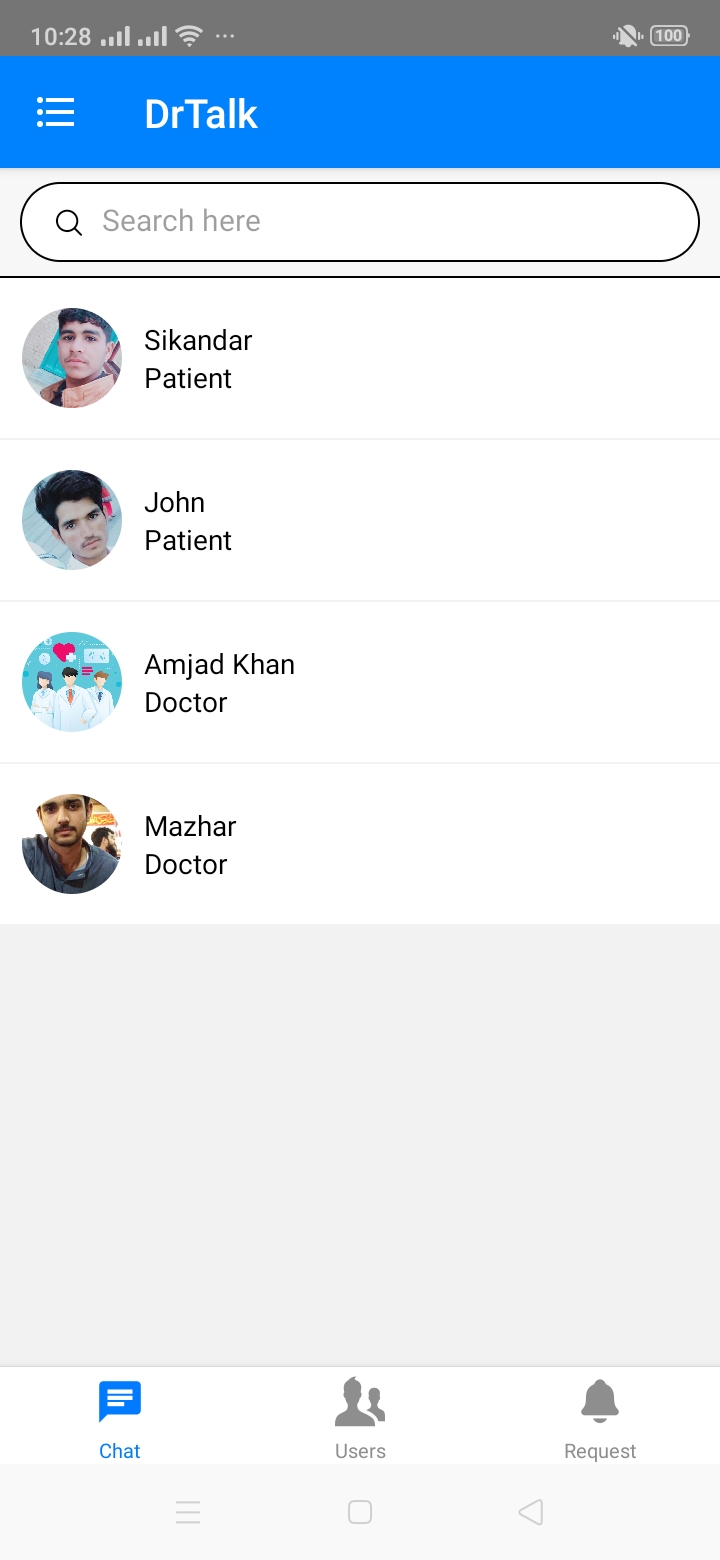 10:28
100
DrTalk
Search here
Sikandar
Patient
John
Patient
Amjad Khan
Doctor
Mazhar
Doctor
Chat
Users
Request